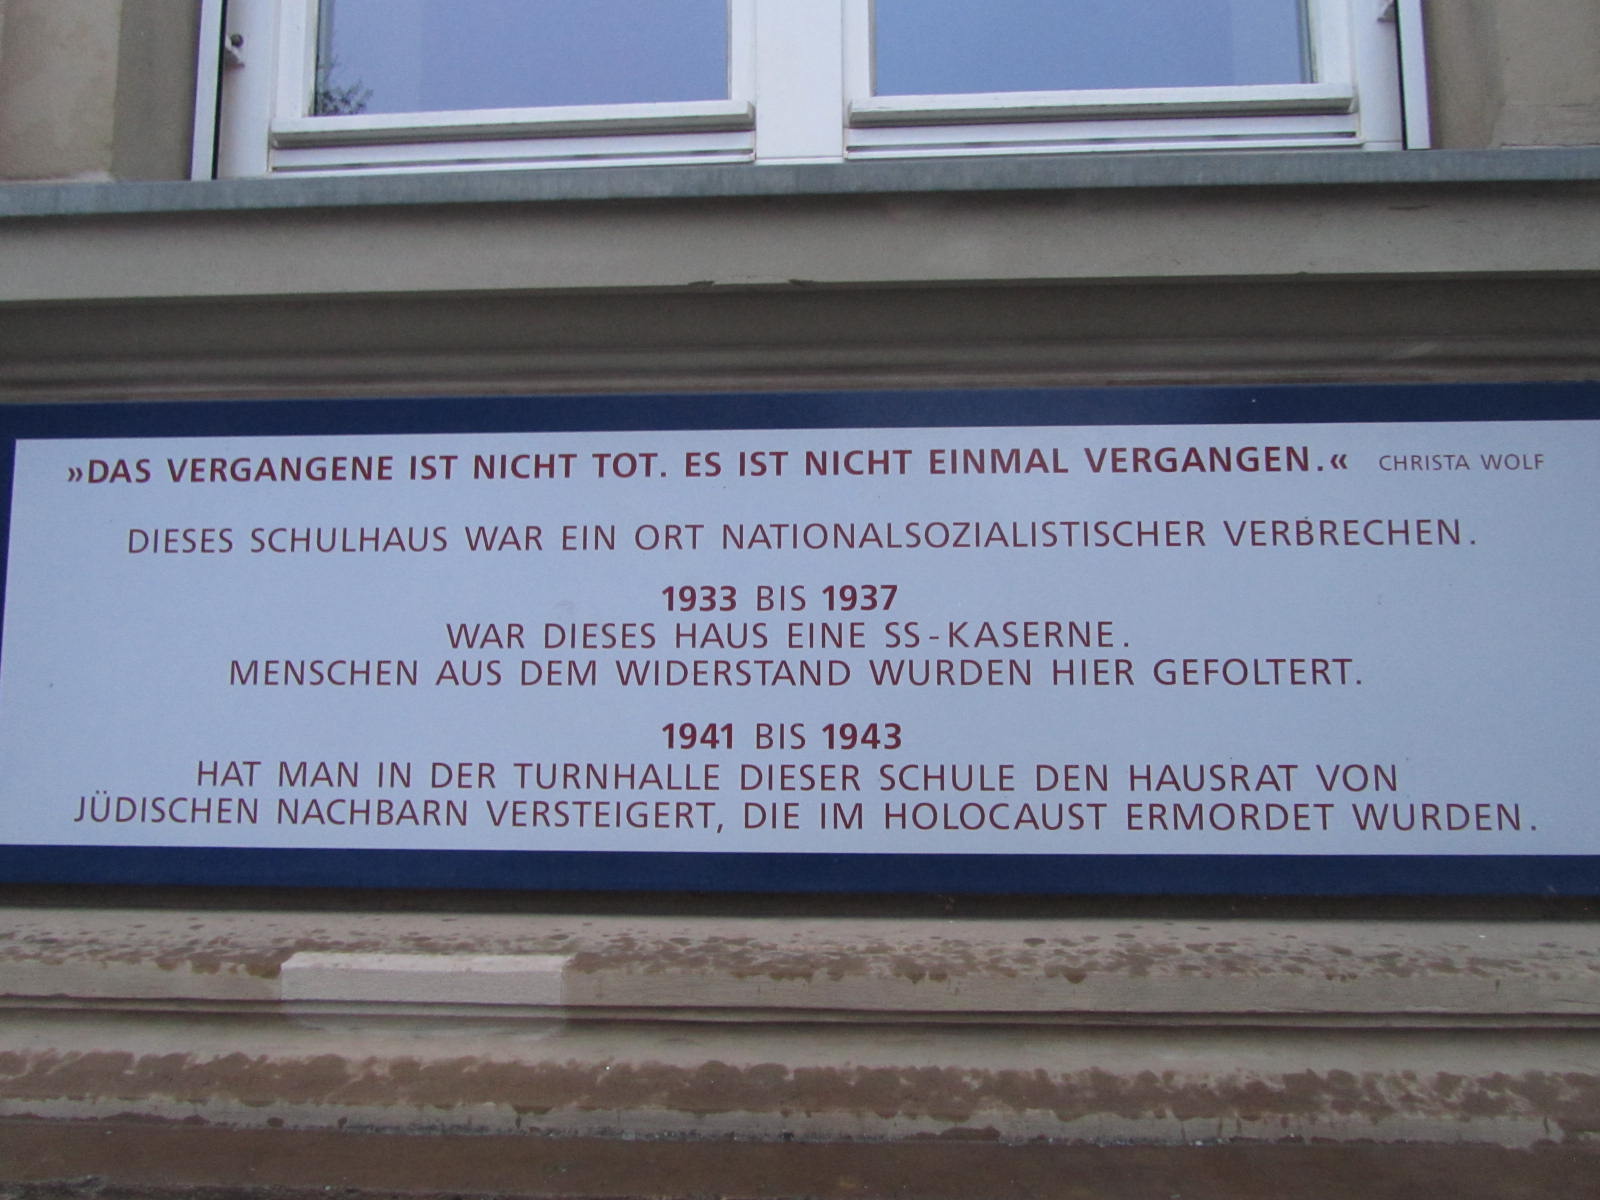 »DAS VERGANGENE IST NICHT TOT. ES IST NICHT EINMAL VERGANGEN.« CHRISTA WOLF
DIESES SCHULHAUS WAR EIN ORT NATIONALSOZIALISTISCHER VERBRECHEN.
1933 BIS 1937
WAR DIESES HAUS EINE SS-KASERNE.
MENSCHEN AUS DEM WIDERSTAND WURDEN HIER GEFOLTERT.
1941 BIS 1943
HAT MAN IN DER TURNHALLE DIESER SCHULE DEN HAUSRAT VON
JÜDISCHEN NACHBARN VERSTEIGERT, DIE IM HOLOCAUST ERMORDET WURDEN.